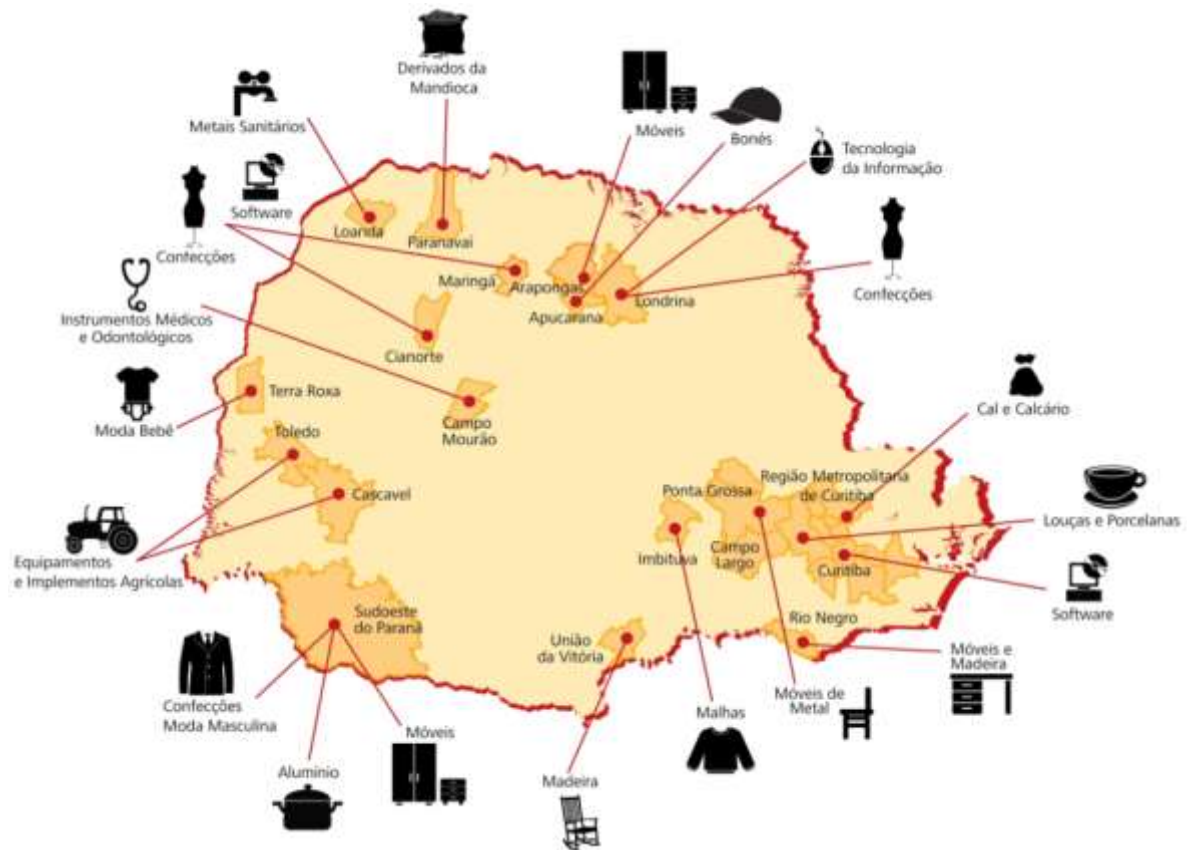 Derivados da
Mandioca
Metais Sanitários
Móveis
Bonés
Tecnologia
da Informação
Software
Confecções
Loanda
Paranavaí
Maringá
Arapongas
Apucarana
Londrina
Confecções
Instrumentos Médicos
e Odontológicos
Cianorte
Terra Roxa
Moda Bebê
Campo
Mourão
Cal e Calcário
Toledo
Cascavel
Ponta Grossa
Região Metropolitana
de Curitiba
Louças e Porcelanas
Imbituva
Campo
Largo
Curitiba
Equipamentos
e Implementos Agrícolas
Software
Sudoeste
do Paraná
União
da Vitória
Rio Negro
Móveis e
Madeira
Confecções
Moda Masculina
Móveis
Malhas
Móveis de
Metal
Alumínio
Madeira